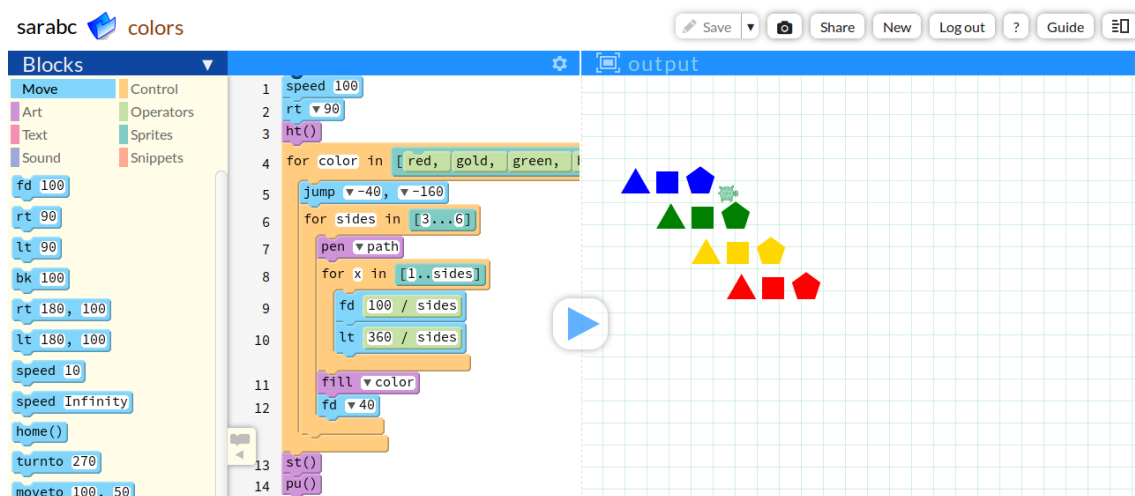 sarabc colors Save ▼ Share New Log out ? Guide
Blocks ▼
output
Move Control
Art Operators
Text Sprites
Sound Snippets
fd 100
rt 90
lt 90
bk 100
rt 180, 100
lt 180, 100
speed 10
speed Infinity
home()
turnto 270
moveto 100, 50
1 speed 100
2 rt ▼90
3 ht()
4 for color in [ red, gold, green,
5 jump ▼-40, ▼-160
6 for sides in [3...6]
7 pen ▼path
8 for x in [1..sides]
9 fd 100 / sides
10 lt 360 / sides
11 fill ▼color
12 fd ▼40
13 st()
14 pu()